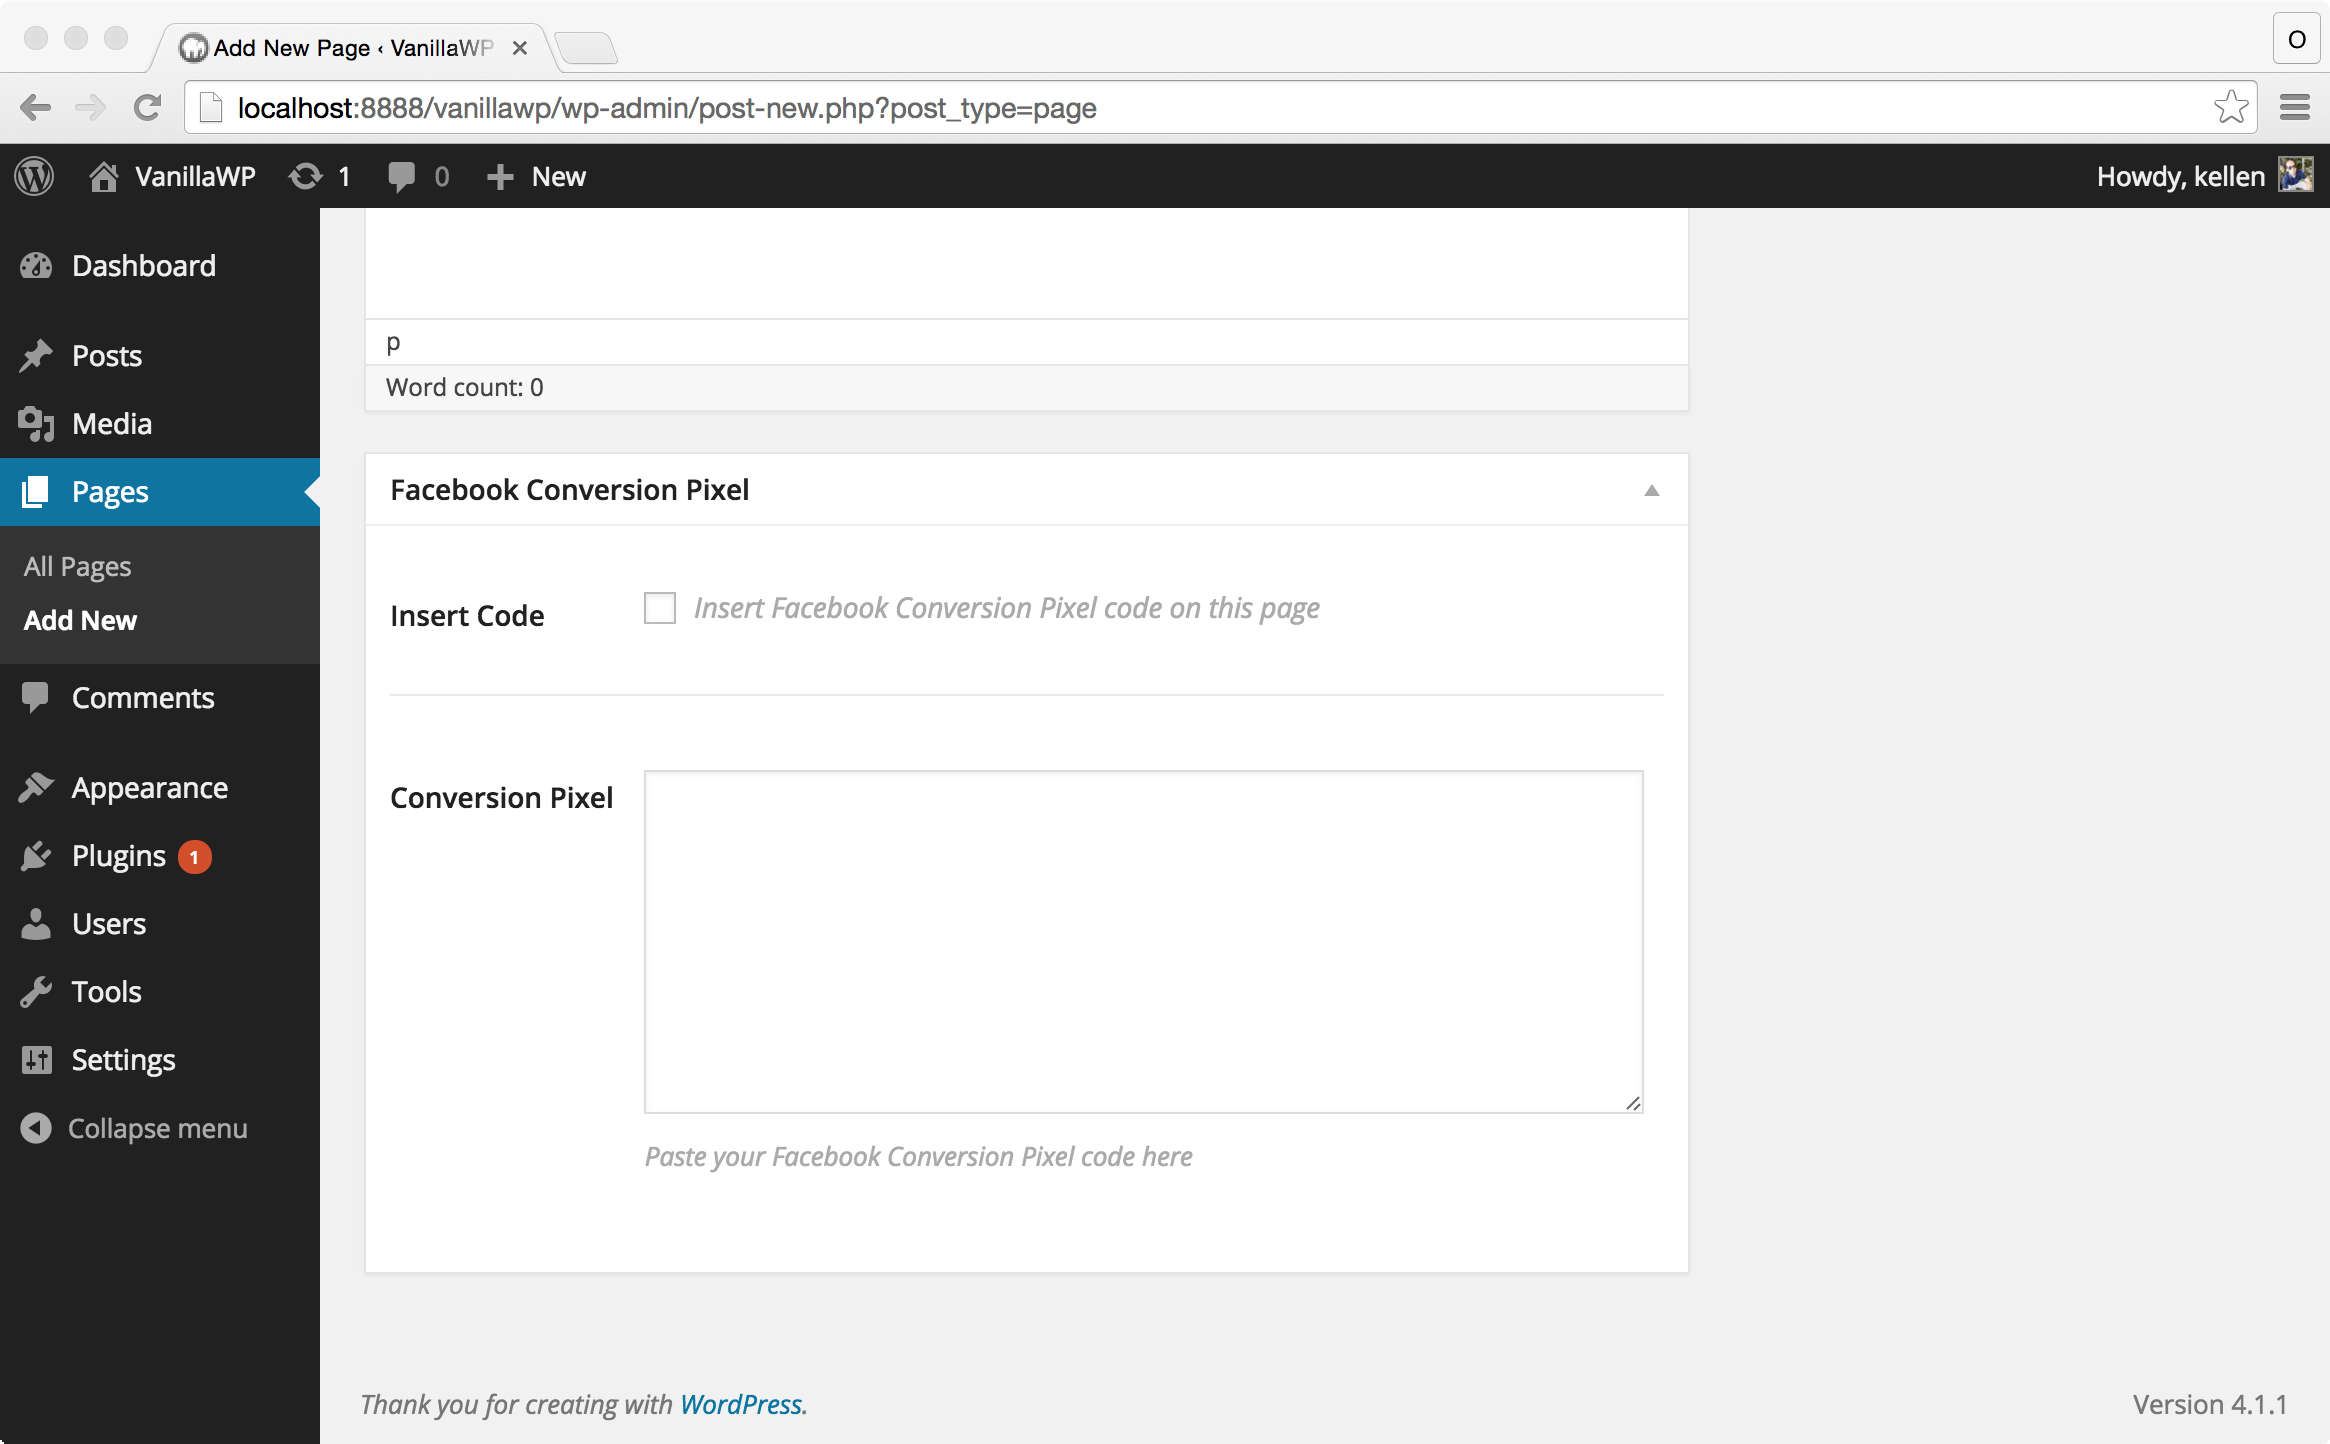 Add New Page ‹ VanillaWP
O
localhost:8888/vanillawp/wp-admin/post-new.php?post_type=page
VanillaWP 1 0 New Howdy, kellen
Dashboard
Posts
Media
Pages
All Pages
Add New
Comments
Appearance
Plugins 1
Users
Tools
Settings
Collapse menu
p
Word count: 0
Facebook Conversion Pixel
Insert Code Insert Facebook Conversion Pixel code on this page
Conversion Pixel
Paste your Facebook Conversion Pixel code here
Thank you for creating with WordPress. Version 4.1.1